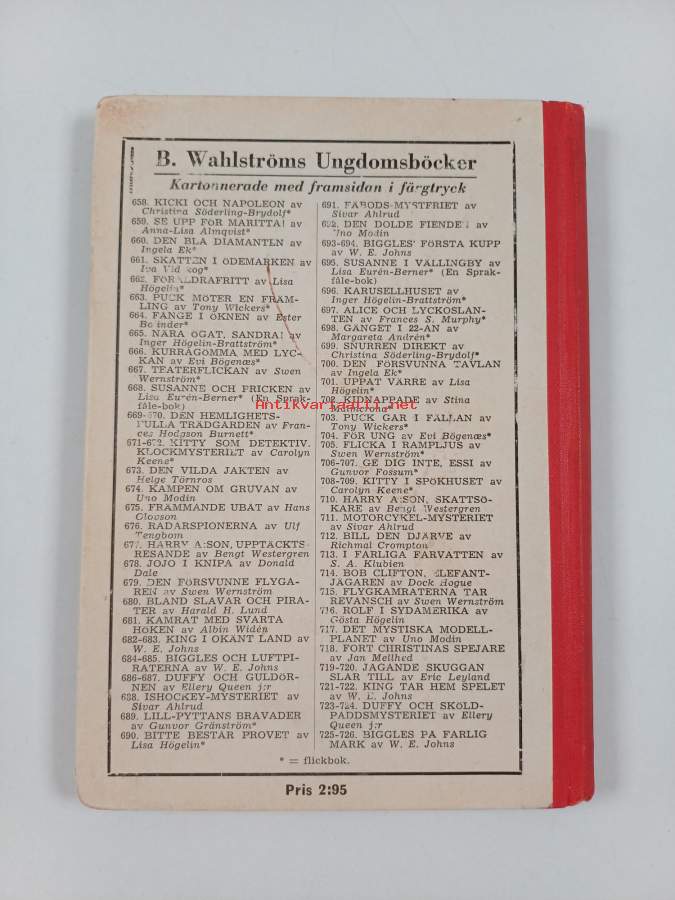 B. Wahlströms Ungdomsböcker
Kartonnerade med framsidan i färgtryck
658. KICKI OCH NAPOLEON av
Christina Söderling-Brydolf*
659. SE UPP FÖR MARITTA! av
Anna-Lisa Almqvist*
660. DEN BLÅ DIAMANTEN av
Ingela Ek*
661. SKATTEN I ÖDEMARKEN av
Iva
662. FÖRÄLDRAFRITT av Lisa
Högelin*
663. PUCK MÖTER EN FRÄM-
LING av Tony Wickers*
664. FÅNGE I ÖKNEN av Ester
665. NÄRA ÖGAT, SANDRA! av
Inger Högelin-Brattström*
666. KURRAGÖMMA MED LYC-
KAN av Evi Bögenæs*
667. TEATERFLICKAN av Swen
Wernström*
668. SUSANNE OCH FRICKEN av
Lisa Eurén-Berner* (En Språk-
fåle-bok)
669-670. DEN HEMLIGHETS-
FULLA TRÄDGÅRDEN av Fran-
ces Hodgson Burnett*
671-672. KITTY SOM DETEKTIV.
KLOCKMYSTERIET av Carolyn
Keene*
673. DEN VILDA JAKTEN av
Helge Törnros
674. KAMPEN OM GRUVAN av
Uno Modin
675. FRÄMMANDE UBÅT av Hans
Olovson
676. RADARSPIONERNA av Ulf
Tengbom
677. HARRY A:SON, UPPTÄCKTS-
RESANDE av Bengt Westergren
678. JOJO I KNIPA av Donald
Dale
679. DEN FÖRSVUNNE FLYGA-
REN av Swen Wernström
680. BLAND SLAVAR OCH PIRA-
TER av Harald H. Lund
681. KAMRAT MED SVARTA
HÖKEN av Albin Widén
682-683. KING I OKÄNT LAND av
W. E. Johns
684-685. BIGGLES OCH LUFTPI-
RATERNA av W. E. Johns
686-687. DUFFY OCH GULDÖR-
NEN av Ellery Queen j:r
688. ISHOCKEY-MYSTERIET av
Sivar Ahlrud
689. LILL-PYTTANS BRAVADER
av Gunvor Gränström*
690. BITTE BESTÅR PROVET av
Lisa Högelin*
691. FÄBODS-MYSTERIET av
Sivar Ahlrud
692. DEN DOLDE FIENDEN av
Uno Modin
693-694. BIGGLES' FÖRSTA KUPP
av W. E. Johns
695. SUSANNE I VÄLLINGBY av
Lisa Eurén-Berner* (En Språk-
fåle-bok)
696. KARUSELLHUSET av
Inger Högelin-Brattström*
697. ALICE OCH LYCKOSLAN-
TEN av Frances S. Murphy*
698. GÄNGET I 22-AN av
Margareta Andrén*
699. SNURREN DIREKT av
Christina Söderling-Brydolf*
700. DEN FÖRSVUNNA TAVLAN
av Ingela Ek*
701. UPPÅT VÄRRE av Lisa
Högelin*
702. KIDNAPPADE av Stina
Malmcrona*
703. PUCK GÅR I FÄLLAN av
Tony Wickers*
704. FÖR UNG av Evi Bögenæs*
705. FLICKA I RAMPLJUS av
Swen Wernström*
706-707. GE DIG INTE, ESSI av
Gunvor Fossum*
708-709. KITTY I SPÖKHUSET av
Carolyn Keene*
710. HARRY A:SON, SKATTSÖ-
KARE av Bengt Westergren
711. MOTORCYKEL-MYSTERIET
av Sivar Ahlrud
712. BILL DEN DJÄRVE av
Richmal Crompton
713. I FARLIGA FARVATTEN av
S. A. Klubien
714. BOB CLIFTON, ELEFANT-
JÄGAREN av Dock Hogue
715. FLYGKAMRATERNA TAR
REVANSCH av Swen Wernström
716. ROLF I SYDAMERIKA av
Gösta Högelin
717. DET MYSTISKA MODELL-
PLANET av Uno Modin
718. FORT CHRISTINAS SPEJARE
av Jan Mellhed
719-720. JAGANDE SKUGGAN
SLÅR TILL av Eric Leyland
721-722. KING TAR HEM SPELET
av W. E. Johns
723-724. DUFFY OCH SKÖLD-
PADDSMYSTERIET av Ellery
Queen j:r
725-726. BIGGLES PÅ FARLIG
MARK av W. E. Johns
* = flickbok.
Pris 2:95
Antikvariaatti.net